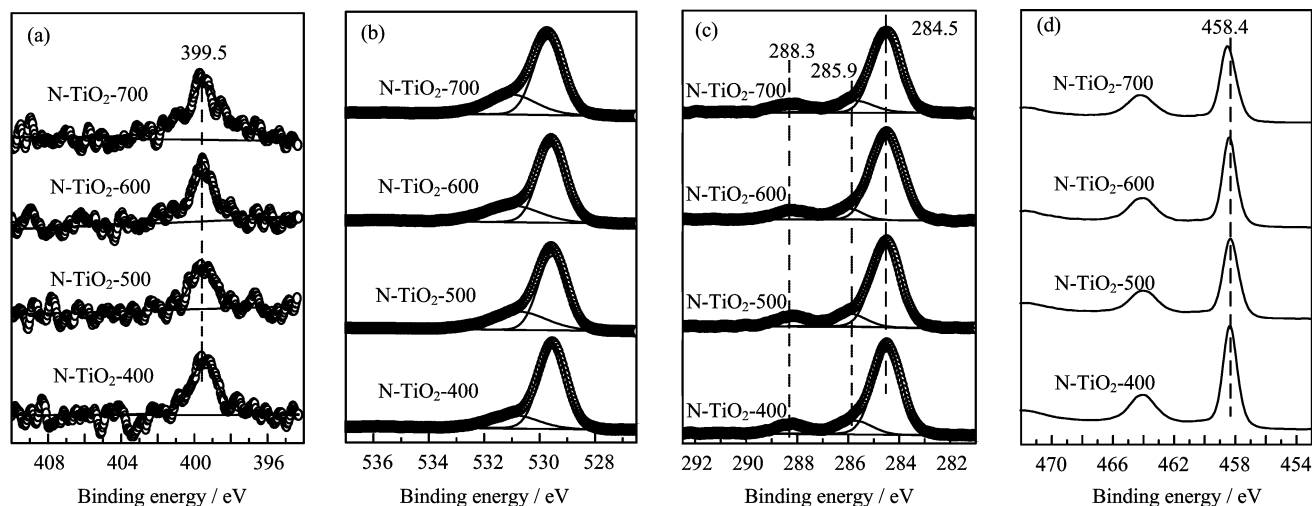 (a)
399.5
N-TiO₂-700
N-TiO₂-600
N-TiO₂-500
N-TiO₂-400
408 404 400 396
Binding energy / eV
(b)
N-TiO₂-700
N-TiO₂-600
N-TiO₂-500
N-TiO₂-400
536 534 532 530 528
Binding energy / eV
(c)
284.5
288.3
285.9
N-TiO₂-700
N-TiO₂-600
N-TiO₂-500
N-TiO₂-400
292 290 288 286 284 282
Binding energy / eV
(d)
458.4
N-TiO₂-700
N-TiO₂-600
N-TiO₂-500
N-TiO₂-400
470 466 462 458 454
Binding energy / eV